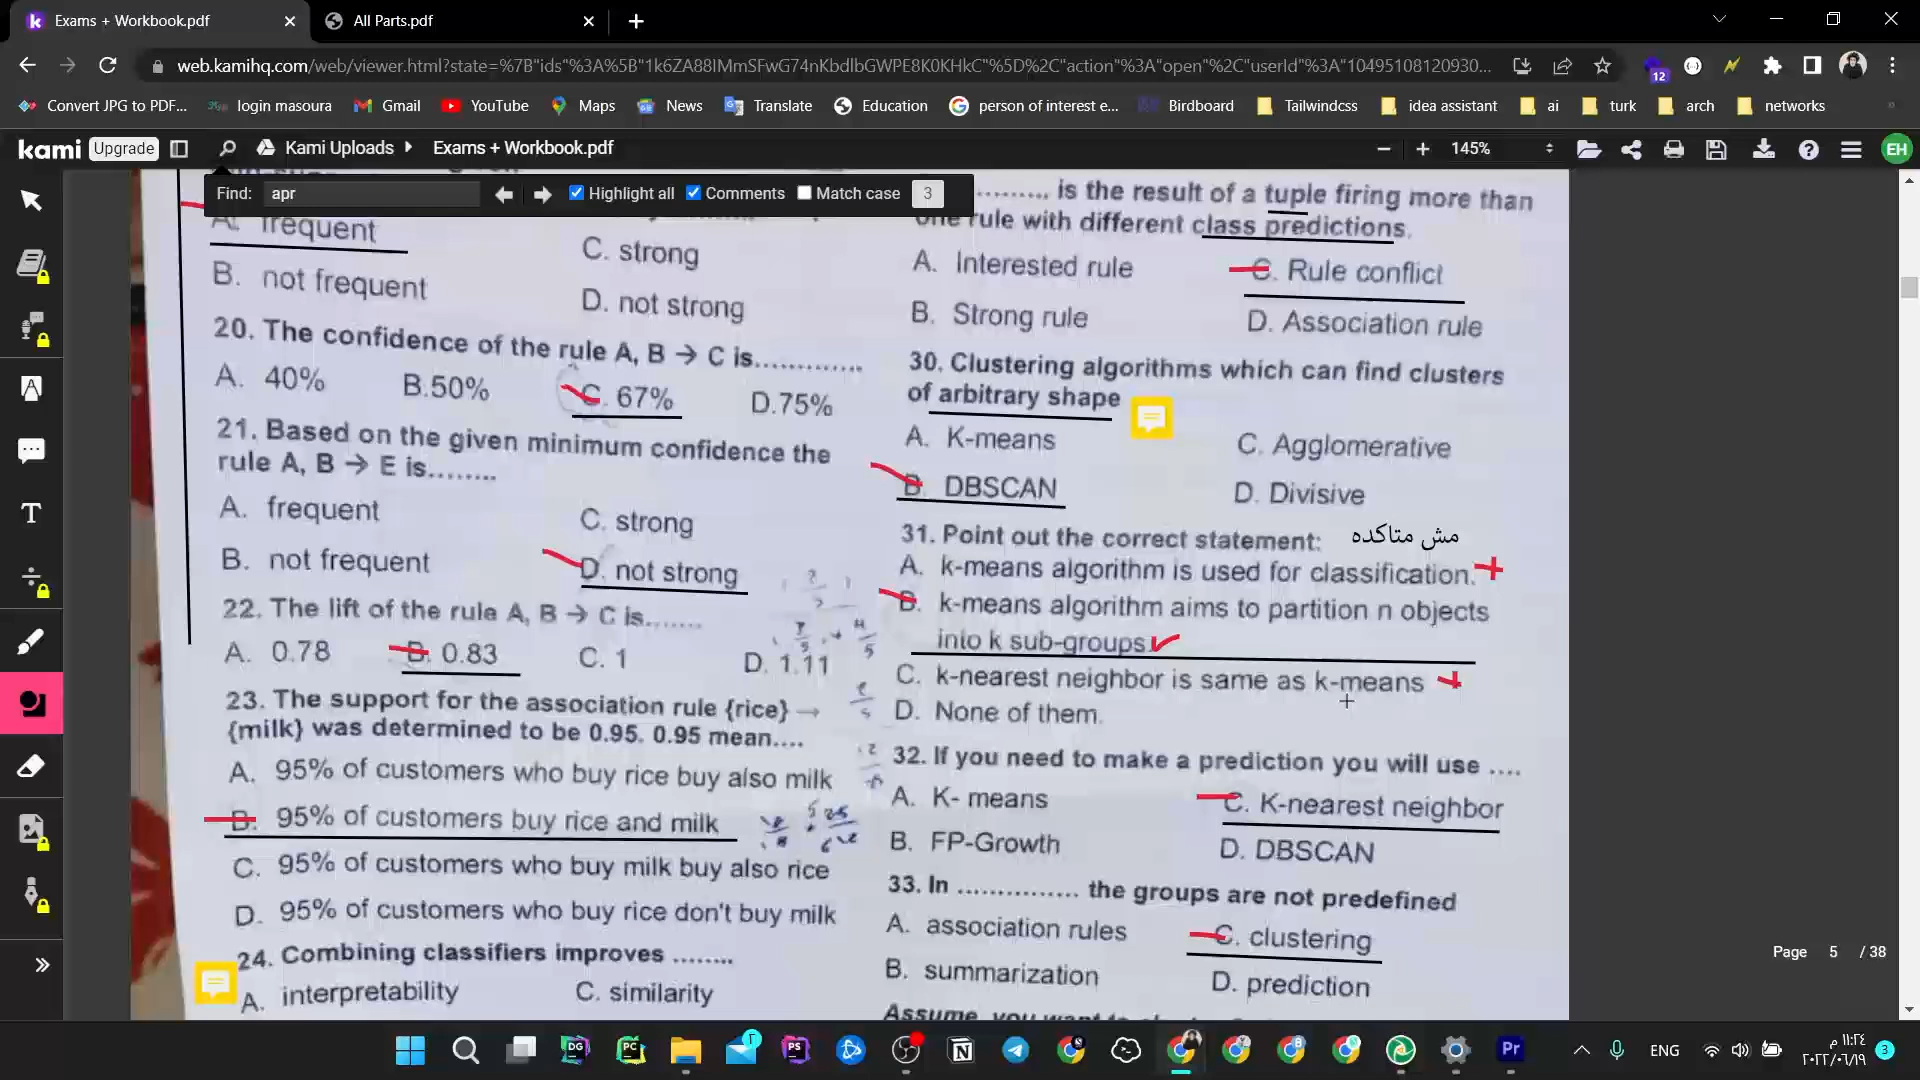 Exams + Workbook.pdf
All Parts.pdf
web.kamihq.com/web/viewer.html?state=%7B"ids"%3A%5B"1k6ZA88IMmSFwG74nKbdlbGWPE8K0KHkC"%5D%2C"action"%3A"open"%2C"userId"%3A"10495108120930...
12
Convert JPG to PDF...
login masoura
Gmail
YouTube
Maps
News
Translate
Education
person of interest e...
Birdboard
Tailwindcss
idea assistant
ai
turk
arch
networks
kami
Upgrade
Kami Uploads
Exams + Workbook.pdf
145%
EH
Find:
apr
Highlight all
Comments
Match case
3
A. frequent
C. strong
B. not frequent
D. not strong
20. The confidence of the rule A, B → C is.............
A. 40%
B.50%
C. 67%
D.75%
21. Based on the given minimum confidence the
rule A, B → E is........
A. frequent
C. strong
B. not frequent
D. not strong
22. The lift of the rule A, B → C is.......
A. 0.78
B. 0.83
C. 1
D. 1.11
23. The support for the association rule {rice} →
{milk} was determined to be 0.95. 0.95 mean....
A. 95% of customers who buy rice buy also milk
B. 95% of customers buy rice and milk
C. 95% of customers who buy milk buy also rice
D. 95% of customers who buy rice don't buy milk
24. Combining classifiers improves ........
A. interpretability
C. similarity
.......... is the result of a tuple firing more than
one rule with different class predictions.
A. Interested rule
C. Rule conflict
B. Strong rule
D. Association rule
30. Clustering algorithms which can find clusters
of arbitrary shape
A. K-means
C. Agglomerative
B. DBSCAN
D. Divisive
31. Point out the correct statement:
مش متاكده
A. k-means algorithm is used for classification.
B. k-means algorithm aims to partition n objects
into k sub-groups.
C. k-nearest neighbor is same as k-means
D. None of them.
32. If you need to make a prediction you will use ....
A. K- means
C. K-nearest neighbor
B. FP-Growth
D. DBSCAN
33. In ............... the groups are not predefined
A. association rules
C. clustering
B. summarization
D. prediction
Page 5 / 38
DG
PC
٢
PS
Pr
ENG
١١:٢٤ م
٢٠٢٢/٠٦/١٩
3